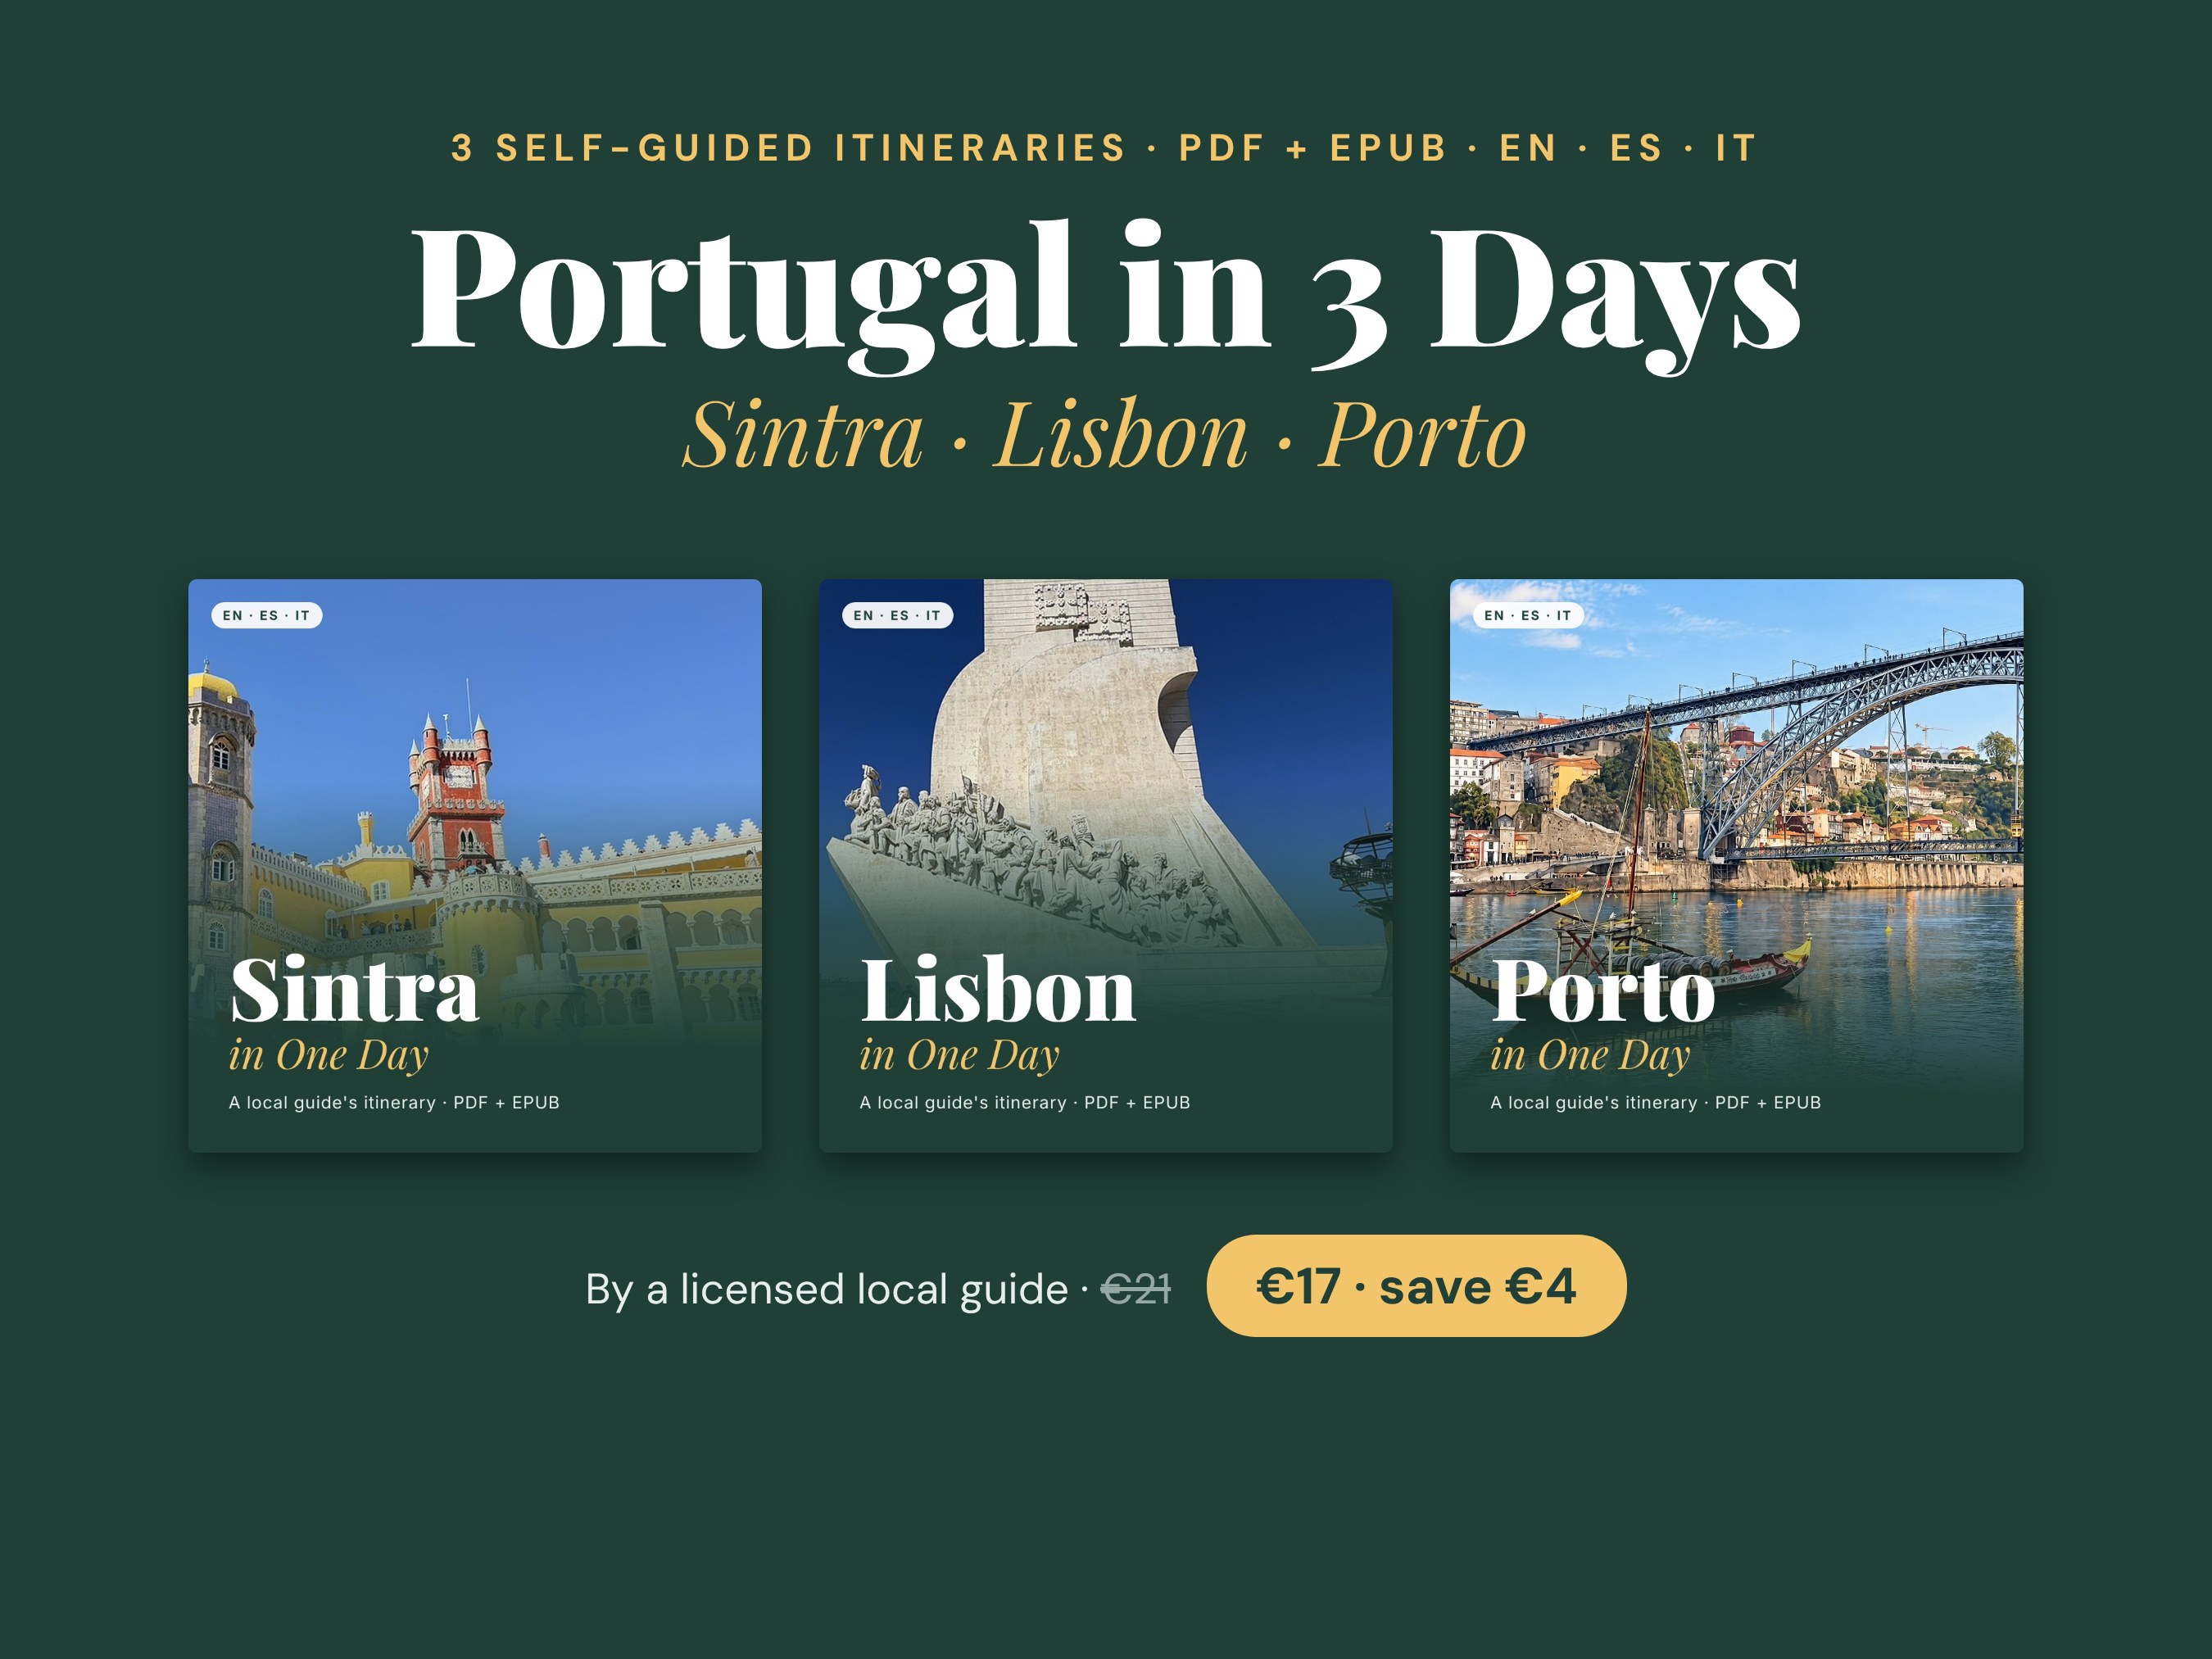 3 SELF-GUIDED ITINERARIES · PDF + EPUB · EN · ES · IT
Portugal in 3 Days
Sintra · Lisbon · Porto
EN · ES · IT
Sintra
in One Day
A local guide's itinerary · PDF + EPUB
EN · ES · IT
Lisbon
in One Day
A local guide's itinerary · PDF + EPUB
EN · ES · IT
Porto
in One Day
A local guide's itinerary · PDF + EPUB
By a licensed local guide · €21 €17 · save €4